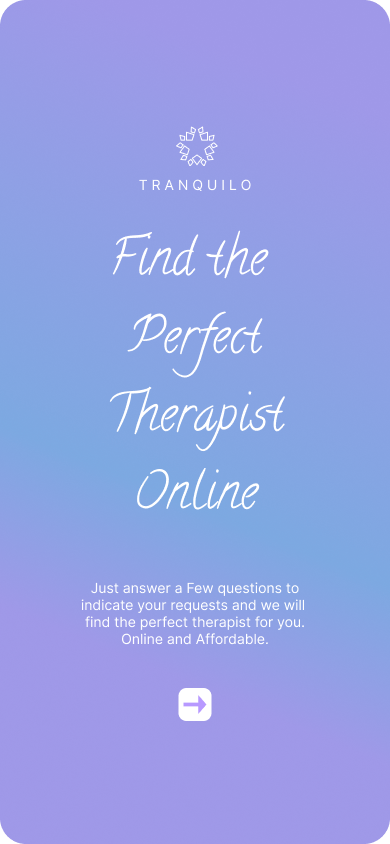 TRANQUILO
Find the
Perfect
Therapist
Online
Just answer a Few questions to
indicate your requests and we will
find the perfect therapist for you.
Online and Affordable.